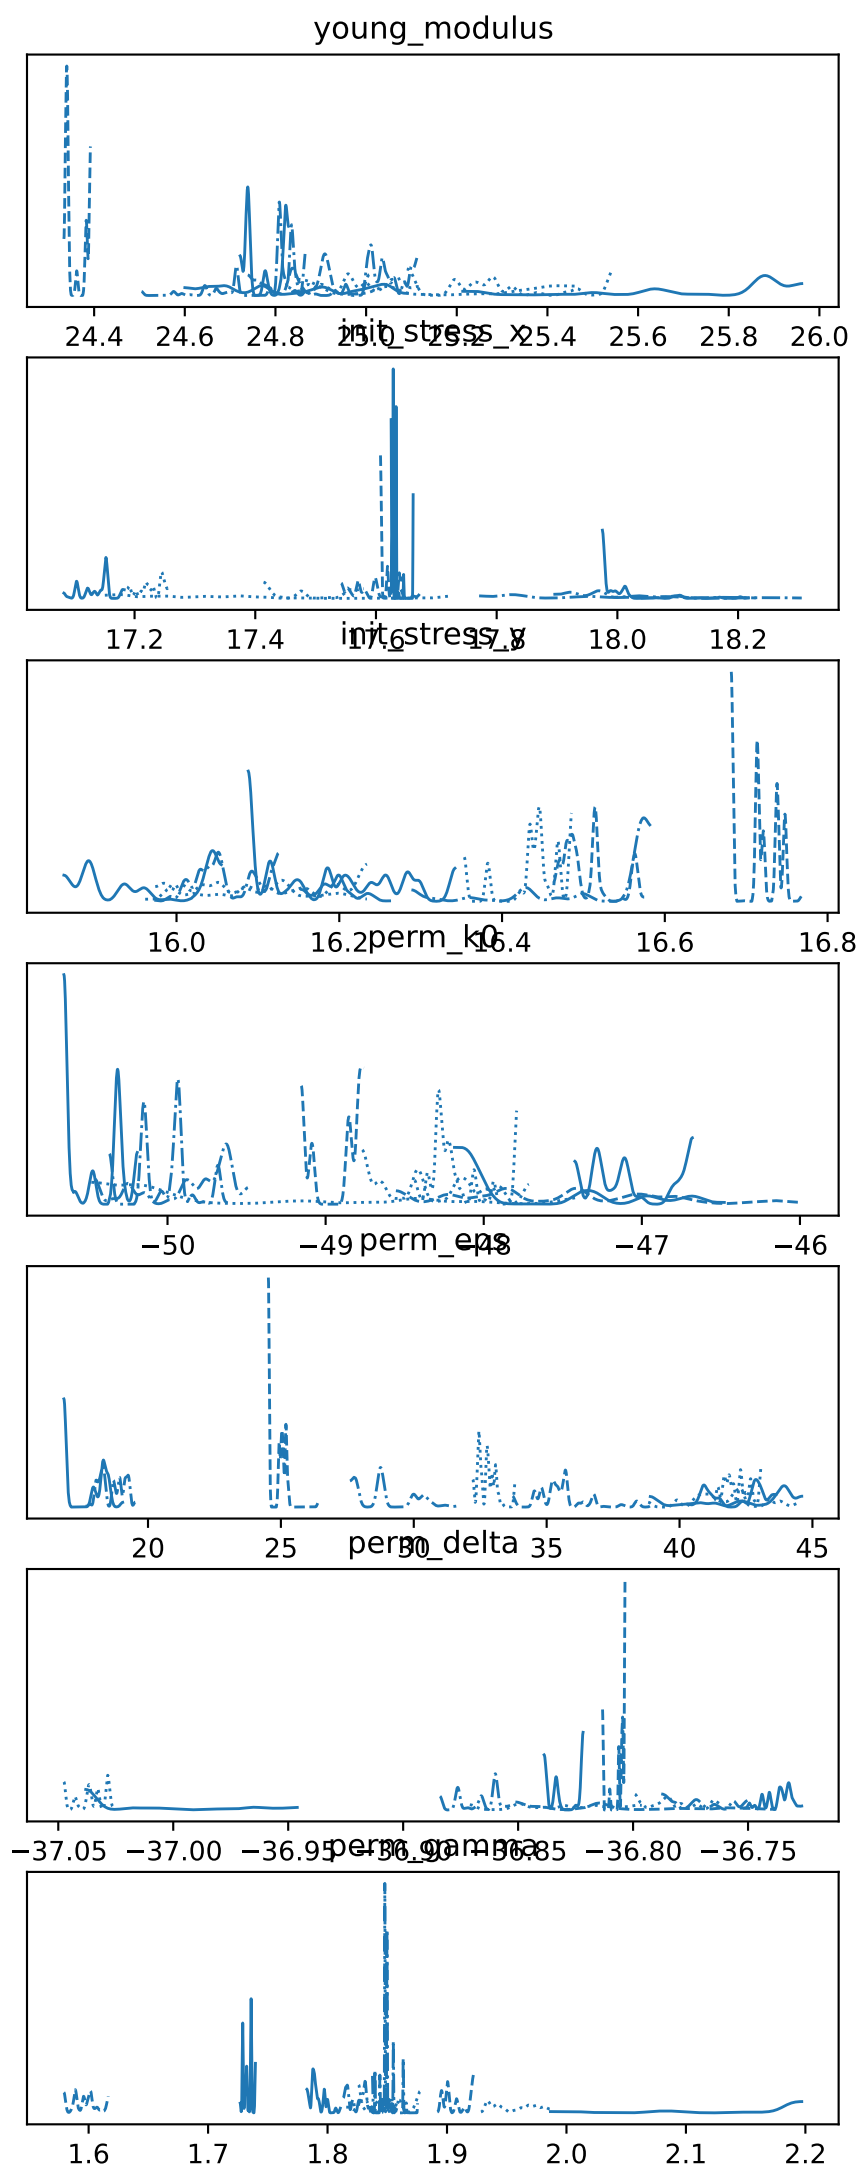 young_modulus
24.4 24.6 24.8 25.0 25.2 25.4 25.6 25.8 26.0
init_stress_x
17.2 17.4 17.6 17.8 18.0 18.2
init_stress_y
16.0 16.2 16.4 16.6 16.8
perm_k0
−50 −49 −48 −47 −46
perm_eps
20 25 30 35 40 45
perm_delta
−37.05 −37.00 −36.95 −36.90 −36.85 −36.80 −36.75
perm_gamma
1.6 1.7 1.8 1.9 2.0 2.1 2.2